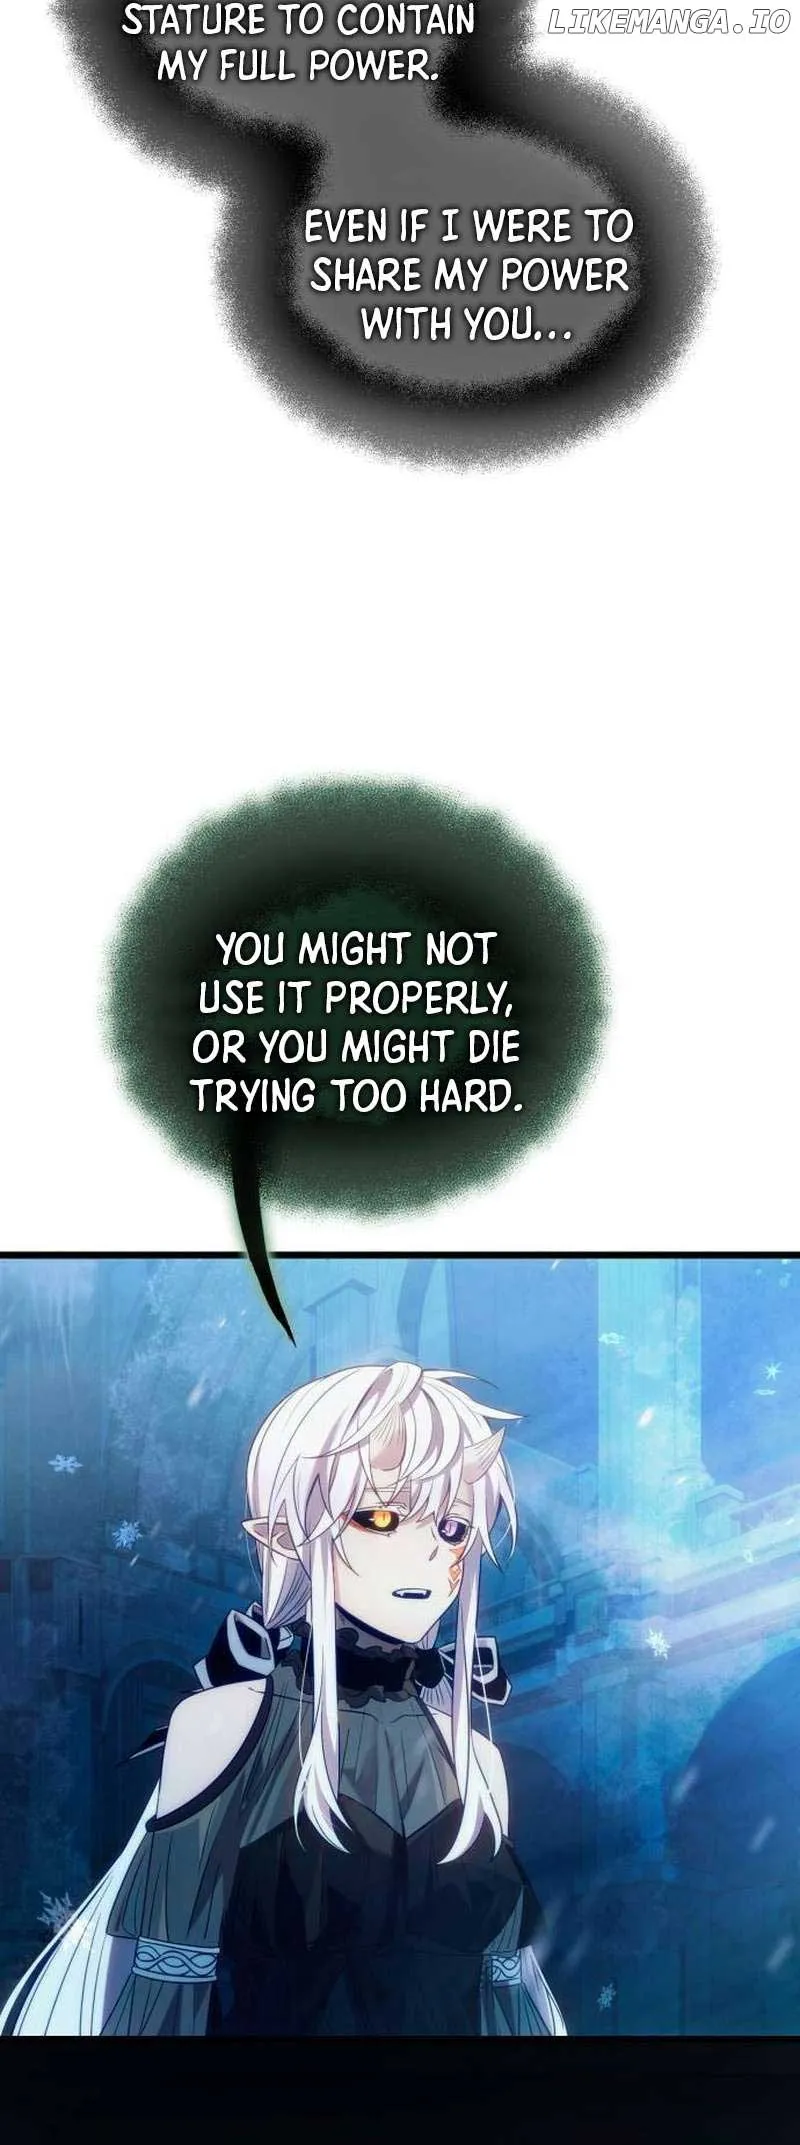 LIKEMANGA.IO
STATURE TO CONTAIN
MY FULL POWER.
EVEN IF I WERE TO
SHARE MY POWER
WITH YOU...
YOU MIGHT NOT
USE IT PROPERLY,
OR YOU MIGHT DIE
TRYING TOO HARD.